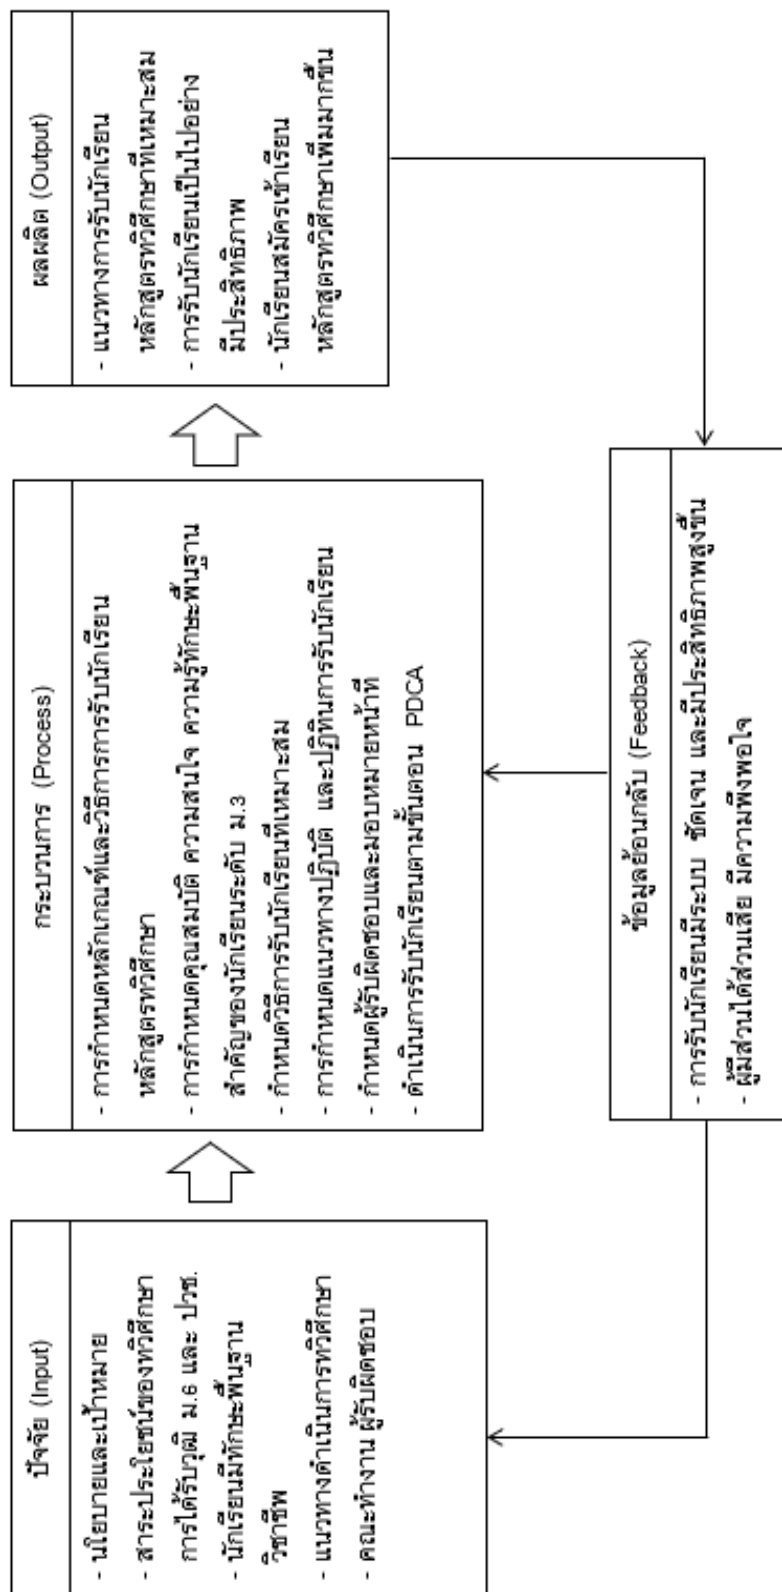 ปัจจัย (Input)
- นโยบายและเป้าหมาย
- สาระประโยชน์ของทวิศึกษา
การได้รับวุฒิ ม.6 และ ปวช.
- นักเรียนมีทักษะพื้นฐาน
วิชาชีพ
- แนวทางดำเนินการทวิศึกษา
- คณะทำงาน ผู้รับผิดชอบ
กระบวนการ (Process)
- การกำหนดหลักเกณฑ์และวิธีการการรับนักเรียน
หลักสูตรทวิศึกษา
- การกำหนดคุณสมบัติ ความสนใจ ความรู้ทักษะพื้นฐาน
สำคัญของนักเรียนระดับ ม.3
- กำหนดวิธีการรับนักเรียนที่เหมาะสม
- การกำหนดแนวทางปฏิบัติ และปฏิทินการรับนักเรียน
- กำหนดผู้รับผิดชอบและมอบหมายหน้าที่
- ดำเนินการรับนักเรียนตามขั้นตอน PDCA
ผลผลิต (Output)
- แนวทางการรับนักเรียน
หลักสูตรทวิศึกษาที่เหมาะสม
- การรับนักเรียนเป็นไปอย่าง
มีประสิทธิภาพ
- นักเรียนสมัครเข้าเรียน
หลักสูตรทวิศึกษาเพิ่มมากขึ้น
ข้อมูลย้อนกลับ (Feedback)
- การรับนักเรียนมีระบบ ชัดเจน และมีประสิทธิภาพสูงขึ้น
- ผู้มีส่วนได้ส่วนเสีย มีความพึงพอใจ